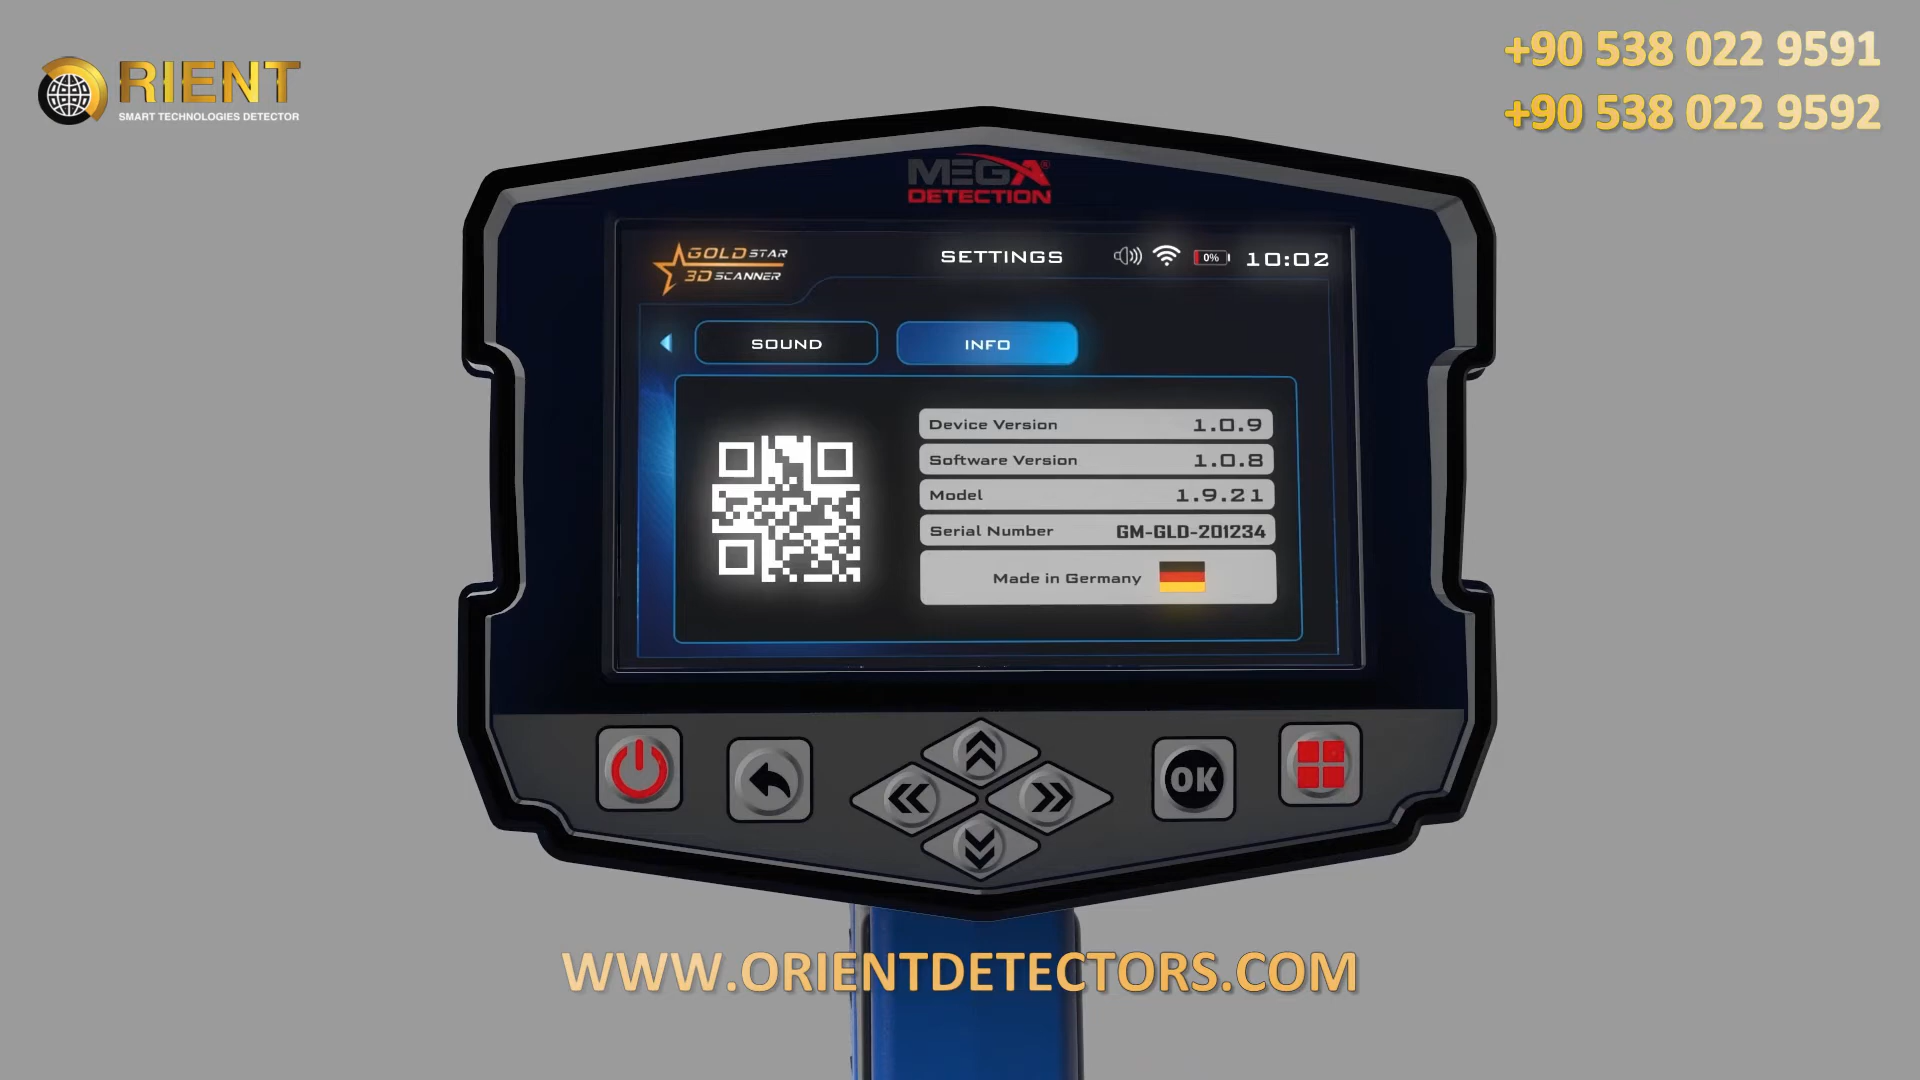 ORIENT
SMART TECHNOLOGIES DETECTOR
+90 538 022 9591
+90 538 022 9592
MEGA®
DETECTION
GOLD STAR
3D SCANNER
SETTINGS
0%
10:02
SOUND
INFO
Device Version 1.0.9
Software Version 1.0.8
Model 1.9.21
Serial Number GM-GLD-201234
Made in Germany
OK
WWW.ORIENTDETECTORS.COM